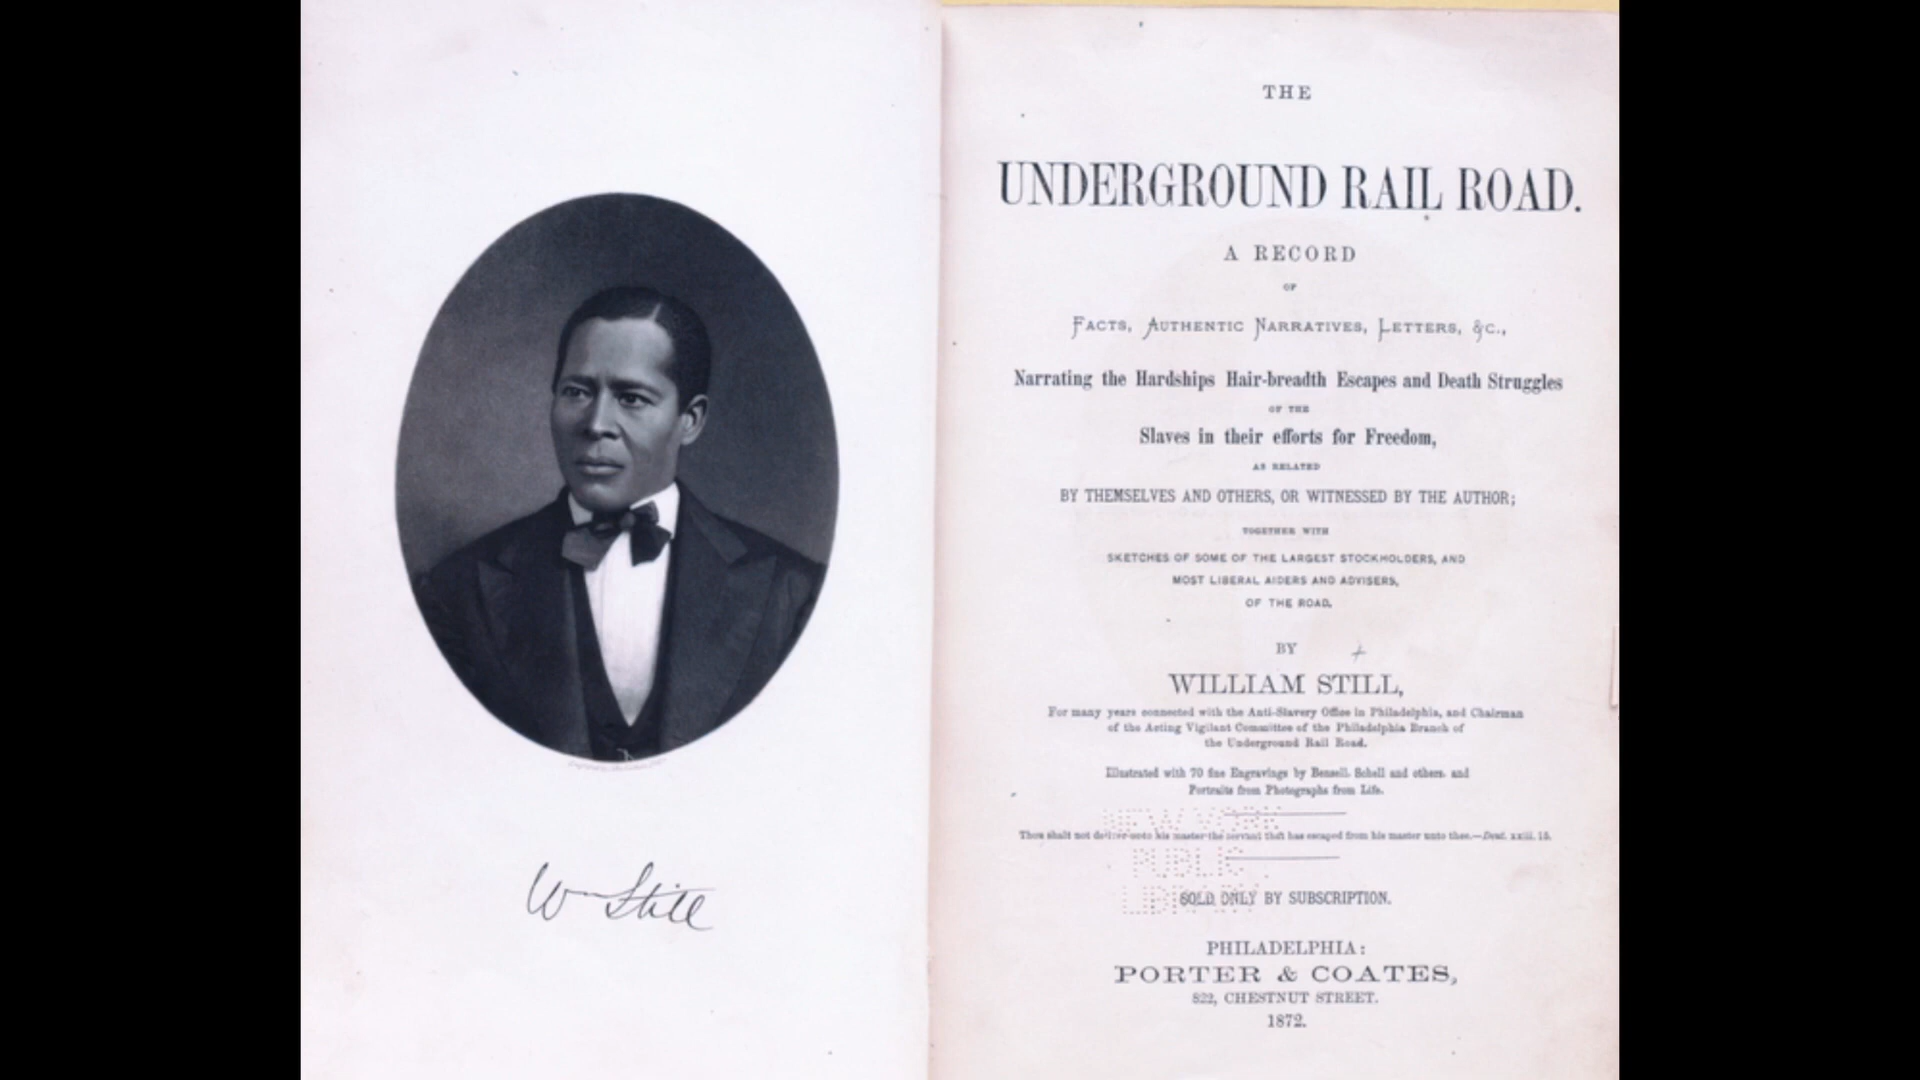 Wm Still
THE
UNDERGROUND RAIL ROAD.
A RECORD
OF
FACTS, AUTHENTIC NARRATIVES, LETTERS, &C.,
Narrating the Hardships Hair-breadth Escapes and Death Struggles
OF THE
Slaves in their efforts for Freedom,
AS RELATED
BY THEMSELVES AND OTHERS, OR WITNESSED BY THE AUTHOR;
TOGETHER WITH
SKETCHES OF SOME OF THE LARGEST STOCKHOLDERS, AND
MOST LIBERAL AIDERS AND ADVISERS,
OF THE ROAD.
BY
WILLIAM STILL,
For many years connected with the Anti-Slavery Office in Philadelphia, and Chairman
of the Acting Vigilant Committee of the Philadelphia Branch of
the Underground Rail Road.
Illustrated with 70 fine Engravings by Bensell, Schell and others, and
Portraits from Photographs from Life.
NEW YORK
Thou shalt not deliver unto his master the servant that has escaped from his master unto thee.—Deut. xxiii. 15.
PUBLIC
LIBRARY
SOLD ONLY BY SUBSCRIPTION.
PHILADELPHIA:
PORTER & COATES,
822, CHESTNUT STREET.
1872.